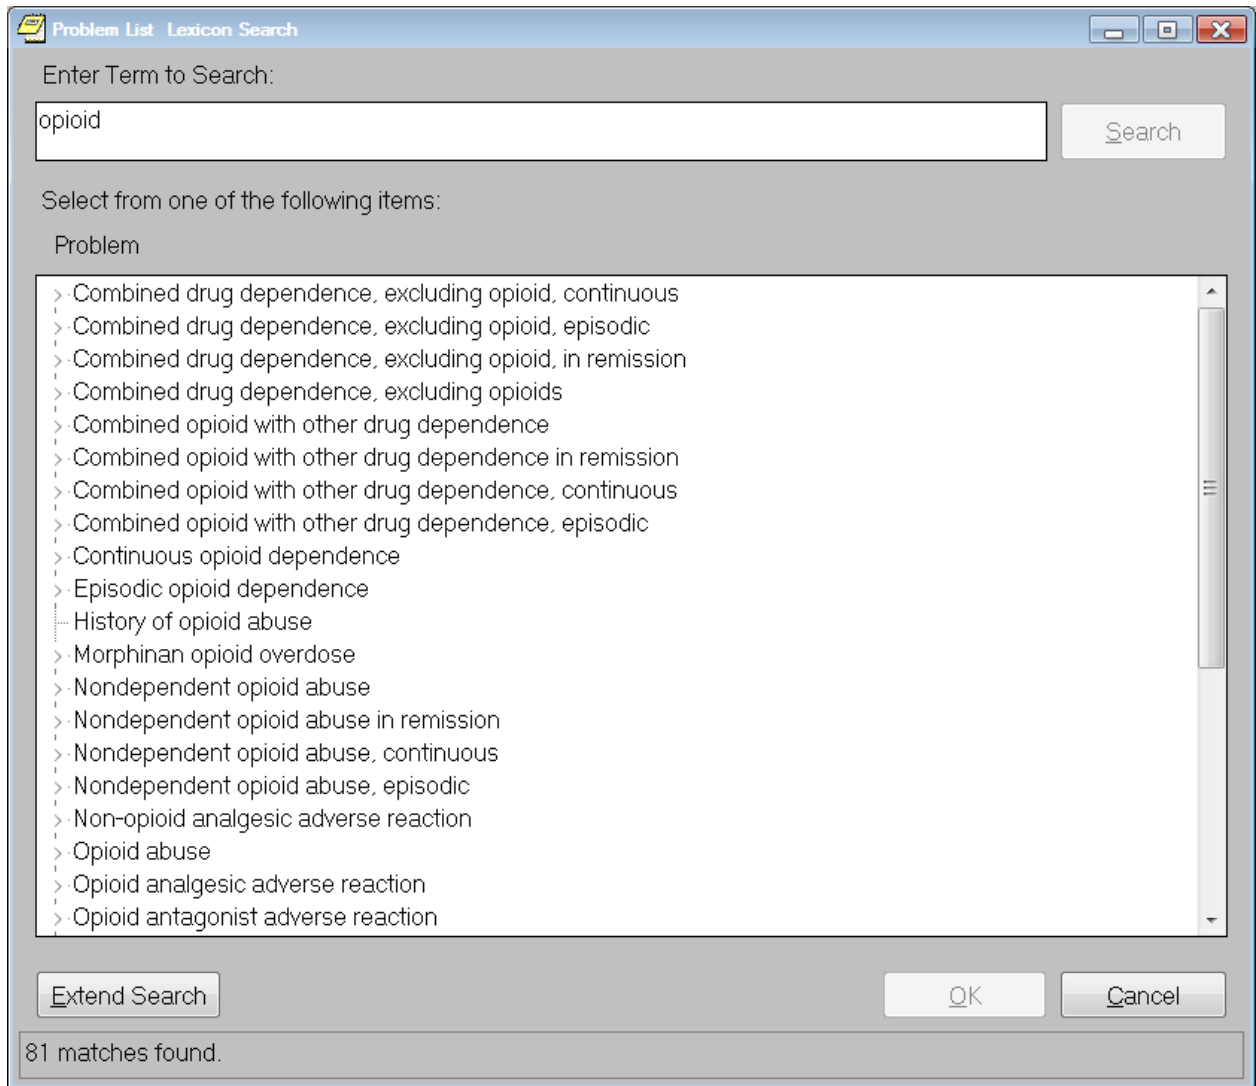 Problem List  Lexicon Search
Enter Term to Search:
opioid
Search
Select from one of the following items:
Problem
Combined drug dependence, excluding opioid, continuous
Combined drug dependence, excluding opioid, episodic
Combined drug dependence, excluding opioid, in remission
Combined drug dependence, excluding opioids
Combined opioid with other drug dependence
Combined opioid with other drug dependence in remission
Combined opioid with other drug dependence, continuous
Combined opioid with other drug dependence, episodic
Continuous opioid dependence
Episodic opioid dependence
History of opioid abuse
Morphinan opioid overdose
Nondependent opioid abuse
Nondependent opioid abuse in remission
Nondependent opioid abuse, continuous
Nondependent opioid abuse, episodic
Non-opioid analgesic adverse reaction
Opioid abuse
Opioid analgesic adverse reaction
Opioid antagonist adverse reaction
Extend Search
OK
Cancel
81 matches found.